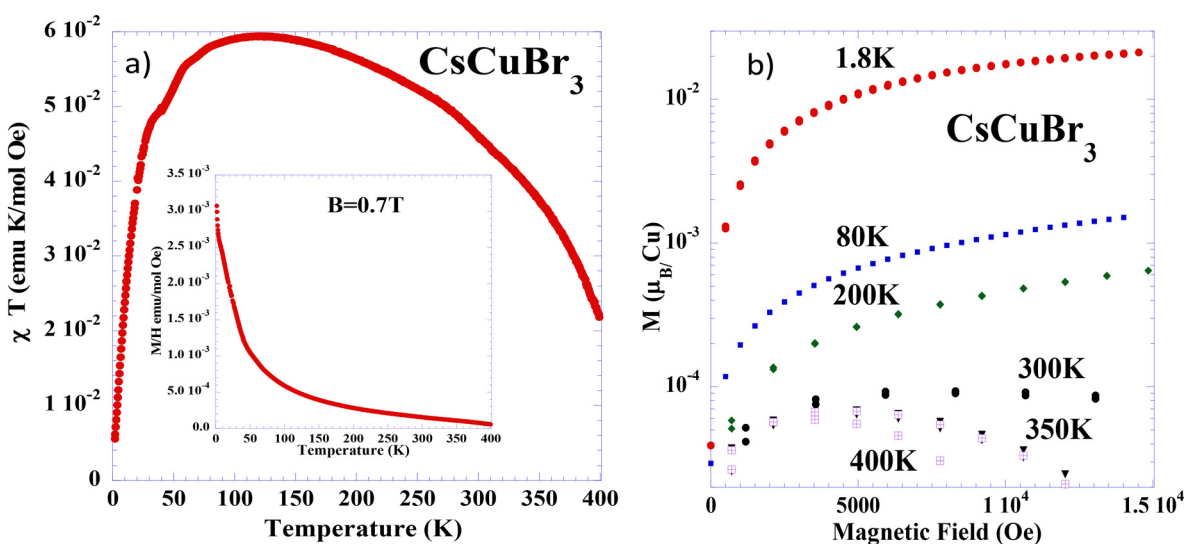 a)
CsCuBr3
χ T (emu K/mol Oe)
6 10-2
5 10-2
4 10-2
3 10-2
2 10-2
1 10-2
0
0 50 100 150 200 250 300 350 400
Temperature (K)
B=0.7T
M/H emu/mol Oe)
3.5 10-3
3.0 10-3
2.5 10-3
2.0 10-3
1.5 10-3
1.0 10-3
5.0 10-4
0.0
0 50 100 150 200 250 300 350 400
Temperature (K)
b)
CsCuBr3
1.8K
80K
200K
300K
350K
400K
M (μB/Cu)
10-2
10-3
10-4
0 5000 1 104 1.5 104
Magnetic Field (Oe)